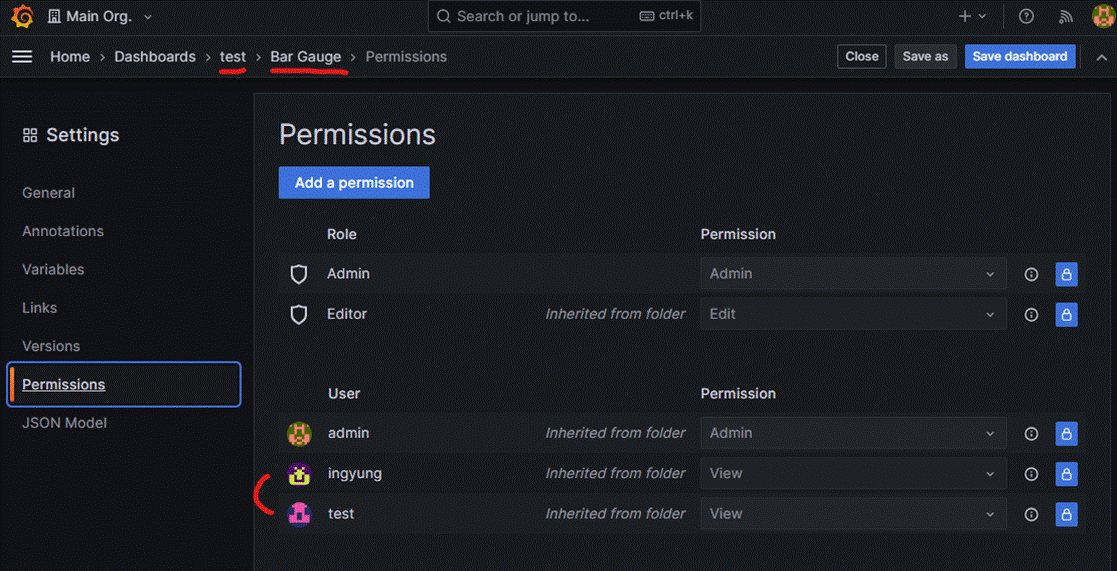 Main Org.
Search or jump to...
ctrl+k
Home › Dashboards › test › Bar Gauge › Permissions
Close
Save as
Save dashboard
Settings
General
Annotations
Variables
Links
Versions
Permissions
JSON Model
Permissions
Add a permission
Role Permission
Admin Admin
Editor Inherited from folder Edit
User Permission
admin Inherited from folder Admin
ingyung Inherited from folder View
test Inherited from folder View